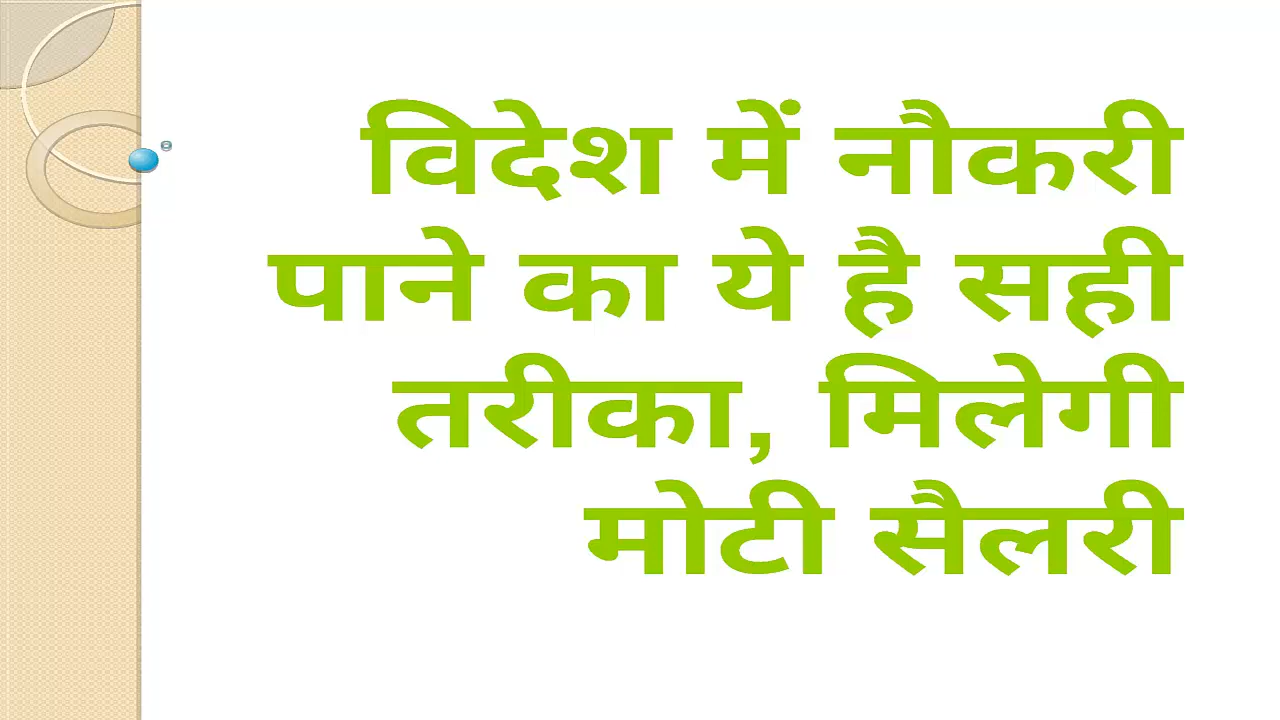 विदेश में नौकरी
पाने का ये है सही
तरीका, मिलेगी
मोटी सैलरी